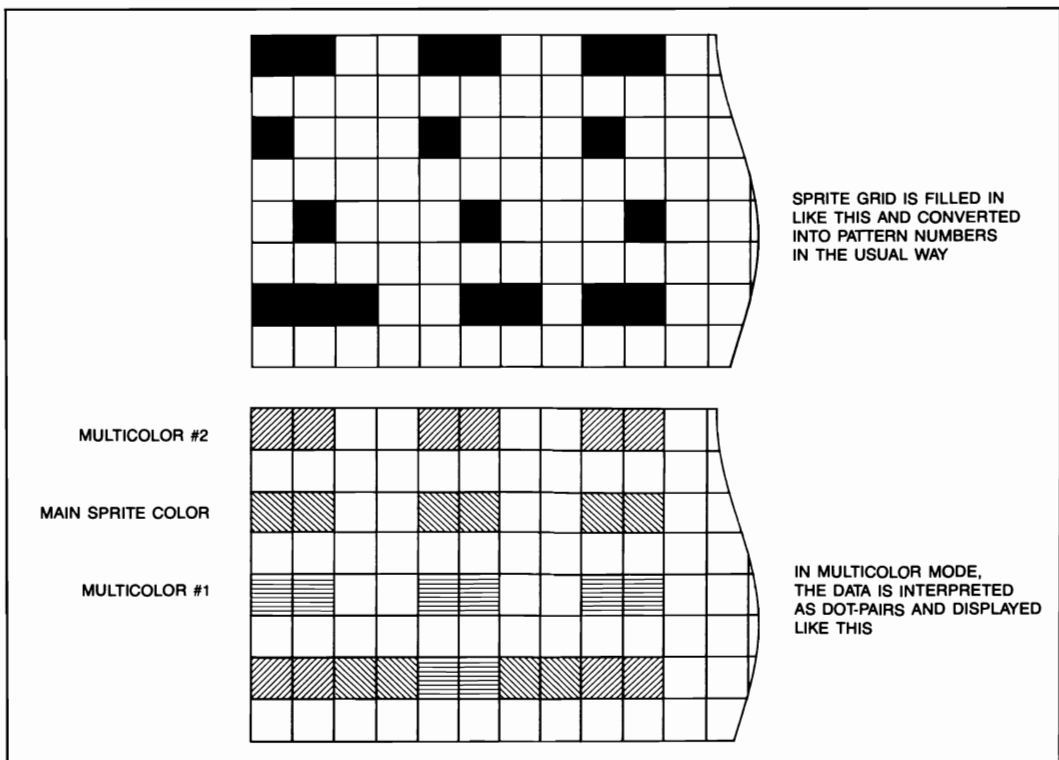 SPRITE GRID IS FILLED IN
LIKE THIS AND CONVERTED
INTO PATTERN NUMBERS
IN THE USUAL WAY
MULTICOLOR #2
MAIN SPRITE COLOR
MULTICOLOR #1
IN MULTICOLOR MODE,
THE DATA IS INTERPRETED
AS DOT-PAIRS AND DISPLAYED
LIKE THIS